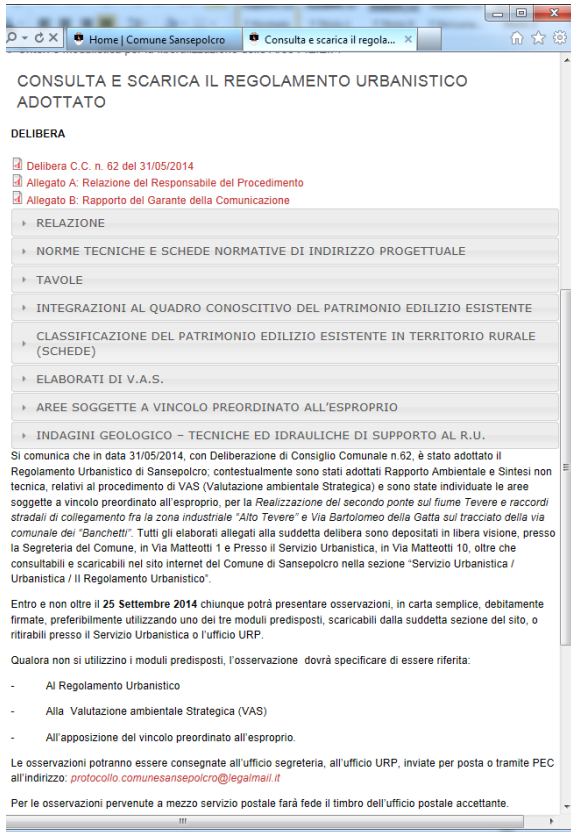 Home | Comune Sansepolcro
Consulta e scarica il regola...
CONSULTA E SCARICA IL REGOLAMENTO URBANISTICO
ADOTTATO
DELIBERA
Delibera C.C. n. 62 del 31/05/2014
Allegato A: Relazione del Responsabile del Procedimento
Allegato B: Rapporto del Garante della Comunicazione
RELAZIONE
NORME TECNICHE E SCHEDE NORMATIVE DI INDIRIZZO PROGETTUALE
TAVOLE
INTEGRAZIONI AL QUADRO CONOSCITIVO DEL PATRIMONIO EDILIZIO ESISTENTE
CLASSIFICAZIONE DEL PATRIMONIO EDILIZIO ESISTENTE IN TERRITORIO RURALE
(SCHEDE)
ELABORATI DI V.A.S.
AREE SOGGETTE A VINCOLO PREORDINATO ALL'ESPROPRIO
INDAGINI GEOLOGICO – TECNICHE ED IDRAULICHE DI SUPPORTO AL R.U.
Si comunica che in data 31/05/2014, con Deliberazione di Consiglio Comunale n.62, è stato adottato il
Regolamento Urbanistico di Sansepolcro; contestualmente sono stati adottati Rapporto Ambientale e Sintesi non
tecnica, relativi al procedimento di VAS (Valutazione ambientale Strategica) e sono state individuate le aree
soggette a vincolo preordinato all'esproprio, per la Realizzazione del secondo ponte sul fiume Tevere e raccordi
stradali di collegamento fra la zona industriale "Alto Tevere" e Via Bartolomeo della Gatta sul tracciato della via
comunale dei "Banchetti". Tutti gli elaborati allegati alla suddetta delibera sono depositati in libera visione, presso
la Segreteria del Comune, in Via Matteotti 1 e Presso il Servizio Urbanistica, in Via Matteotti 10, oltre che
consultabili e scaricabili nel sito internet del Comune di Sansepolcro nella sezione "Servizio Urbanistica /
Urbanistica / II Regolamento Urbanistico".
Entro e non oltre il 25 Settembre 2014 chiunque potrà presentare osservazioni, in carta semplice, debitamente
firmate, preferibilmente utilizzando uno dei tre moduli predisposti, scaricabili dalla suddetta sezione del sito, o
ritirabili presso il Servizio Urbanistica o l'ufficio URP.
Qualora non si utilizzino i moduli predisposti, l'osservazione dovrà specificare di essere riferita:
- Al Regolamento Urbanistico
- Alla Valutazione ambientale Strategica (VAS)
- All'apposizione del vincolo preordinato all'esproprio.
Le osservazioni potranno essere consegnate all'ufficio segreteria, all'ufficio URP, inviate per posta o tramite PEC
all'indirizzo: protocollo.comunesansepolcro@legalmail.it
Per le osservazioni pervenute a mezzo servizio postale farà fede il timbro dell'ufficio postale accettante.